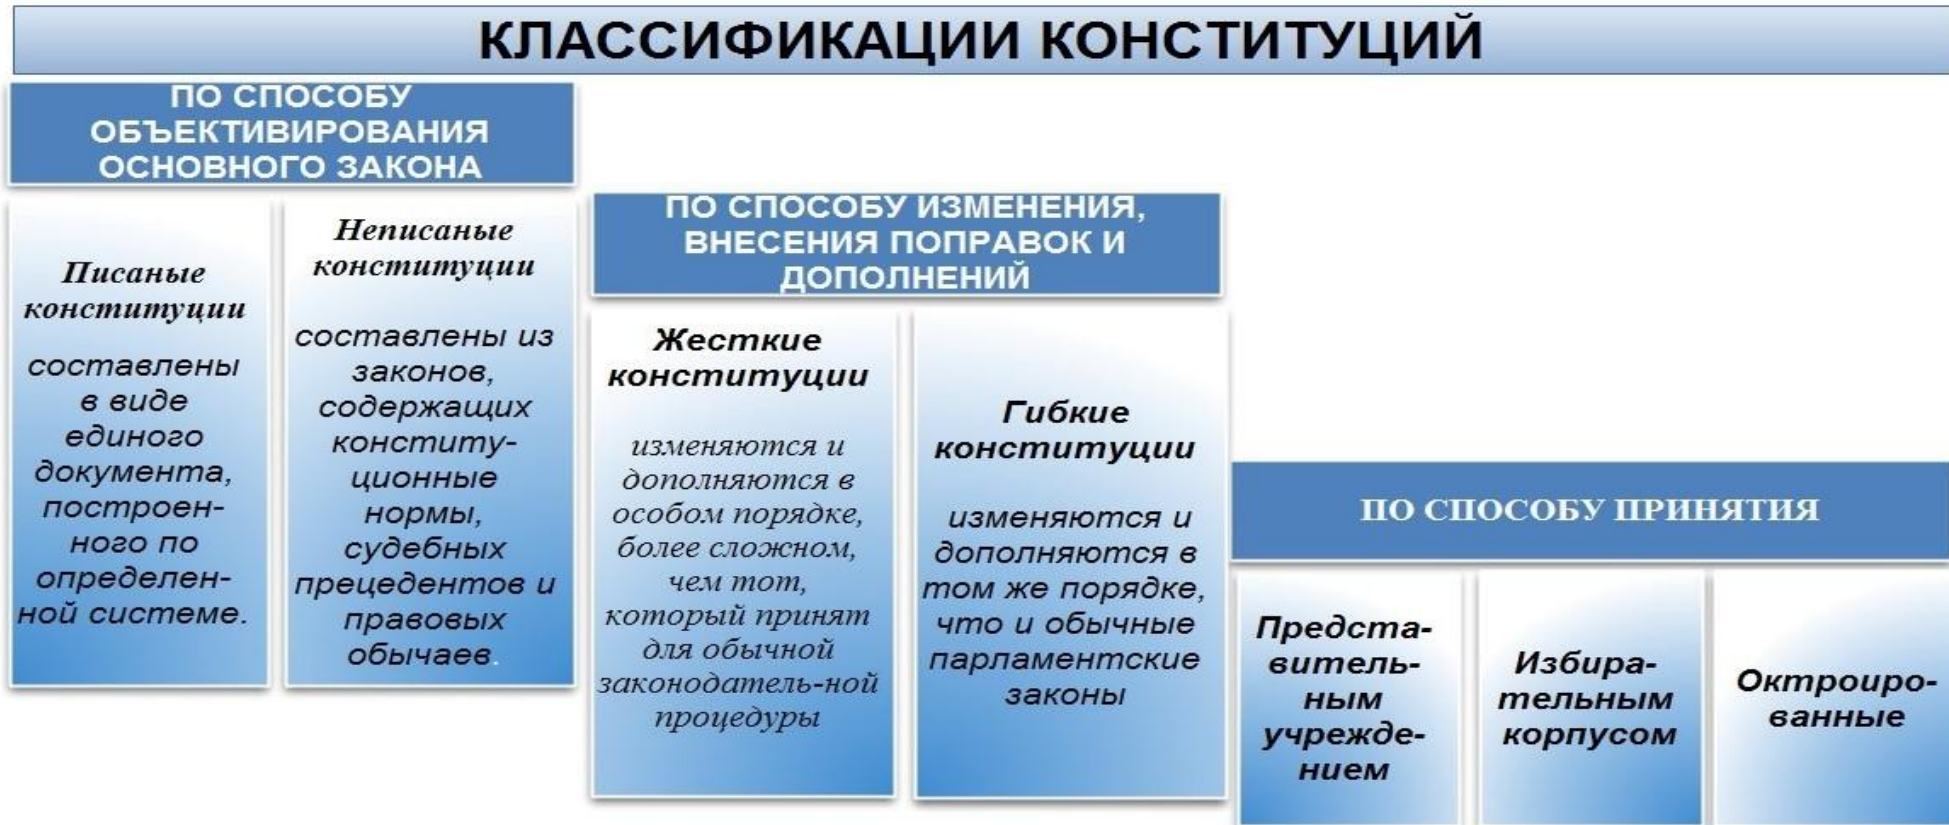 КЛАССИФИКАЦИИ КОНСТИТУЦИЙ
ПО СПОСОБУ
ОБЪЕКТИВИРОВАНИЯ
ОСНОВНОГО ЗАКОНА
Писаные
конституции
составлены
в виде
единого
документа,
построен-
ного по
определен-
ной системе.
Неписаные
конституции
составлены из
законов,
содержащих
конститу-
ционные
нормы,
судебных
прецедентов и
правовых
обычаев.
ПО СПОСОБУ ИЗМЕНЕНИЯ,
ВНЕСЕНИЯ ПОПРАВОК И
ДОПОЛНЕНИЙ
Жесткие
конституции
изменяются и
дополняются в
особом порядке,
более сложном,
чем тот,
который принят
для обычной
законодатель-ной
процедуры
Гибкие
конституции
изменяются и
дополняются в
том же порядке,
что и обычные
парламентские
законы
ПО СПОСОБУ ПРИНЯТИЯ
Предста-
витель-
ным
учрежде-
нием
Избира-
тельным
корпусом
Октроиро-
ванные